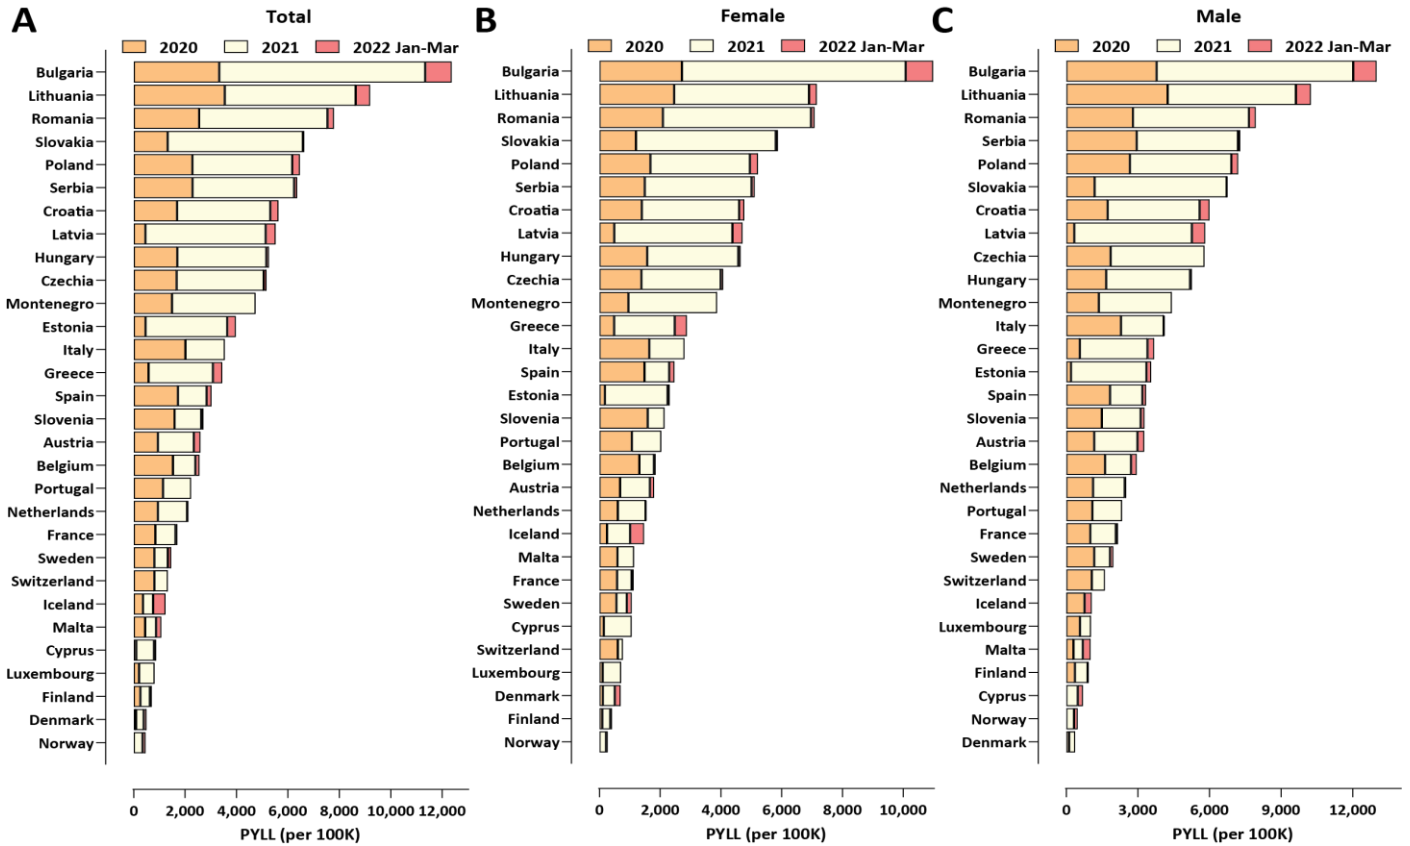 A
Total
2020 2021 2022 Jan-Mar
Bulgaria
Lithuania
Romania
Slovakia
Poland
Serbia
Croatia
Latvia
Hungary
Czechia
Montenegro
Estonia
Italy
Greece
Spain
Slovenia
Austria
Belgium
Portugal
Netherlands
France
Sweden
Switzerland
Iceland
Malta
Cyprus
Luxembourg
Finland
Denmark
Norway
0 2,000 4,000 6,000 8,000 10,000 12,000
PYLL (per 100K)
B
Female
2020 2021 2022 Jan-Mar
Bulgaria
Lithuania
Romania
Slovakia
Poland
Serbia
Croatia
Latvia
Hungary
Czechia
Montenegro
Greece
Italy
Spain
Estonia
Slovenia
Portugal
Belgium
Austria
Netherlands
Iceland
Malta
France
Sweden
Cyprus
Switzerland
Luxembourg
Denmark
Finland
Norway
0 2,000 4,000 6,000 8,000 10,000
PYLL (per 100K)
C
Male
2020 2021 2022 Jan-Mar
Bulgaria
Lithuania
Romania
Serbia
Poland
Slovakia
Croatia
Latvia
Czechia
Hungary
Montenegro
Italy
Greece
Estonia
Spain
Slovenia
Austria
Belgium
Netherlands
Portugal
France
Sweden
Switzerland
Iceland
Luxembourg
Malta
Finland
Cyprus
Norway
Denmark
0 3,000 6,000 9,000 12,000
PYLL (per 100K)